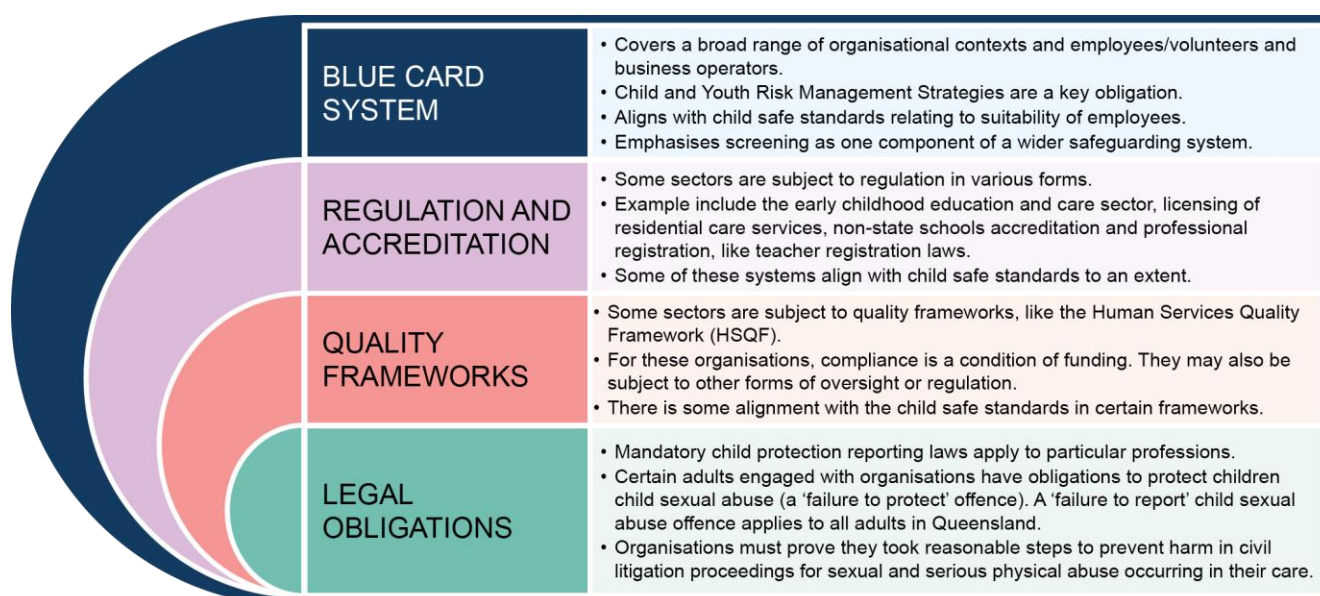 BLUE CARD
SYSTEM
• Covers a broad range of organisational contexts and employees/volunteers and
business operators.
• Child and Youth Risk Management Strategies are a key obligation.
• Aligns with child safe standards relating to suitability of employees.
• Emphasises screening as one component of a wider safeguarding system.
REGULATION AND
ACCREDITATION
• Some sectors are subject to regulation in various forms.
• Example include the early childhood education and care sector, licensing of
residential care services, non-state schools accreditation and professional
registration, like teacher registration laws.
• Some of these systems align with child safe standards to an extent.
QUALITY
FRAMEWORKS
• Some sectors are subject to quality frameworks, like the Human Services Quality
Framework (HSQF).
• For these organisations, compliance is a condition of funding. They may also be
subject to other forms of oversight or regulation.
• There is some alignment with the child safe standards in certain frameworks.
LEGAL
OBLIGATIONS
• Mandatory child protection reporting laws apply to particular professions.
• Certain adults engaged with organisations have obligations to protect children
child sexual abuse (a ‘failure to protect’ offence). A ‘failure to report’ child sexual
abuse offence applies to all adults in Queensland.
• Organisations must prove they took reasonable steps to prevent harm in civil
litigation proceedings for sexual and serious physical abuse occurring in their care.